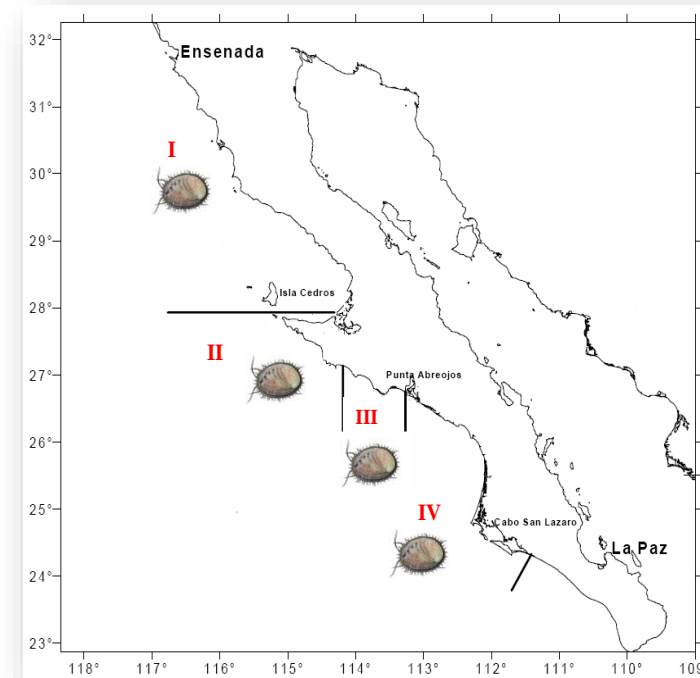 32°
Ensenada
31°
I
30°
29°
Isla Cedros
28°
II
27°
Punta Abreojos
III
26°
25°
IV
Cabo San Lazaro
La Paz
24°
23°
118° 117° 116° 115° 114° 113° 112° 111° 110° 109